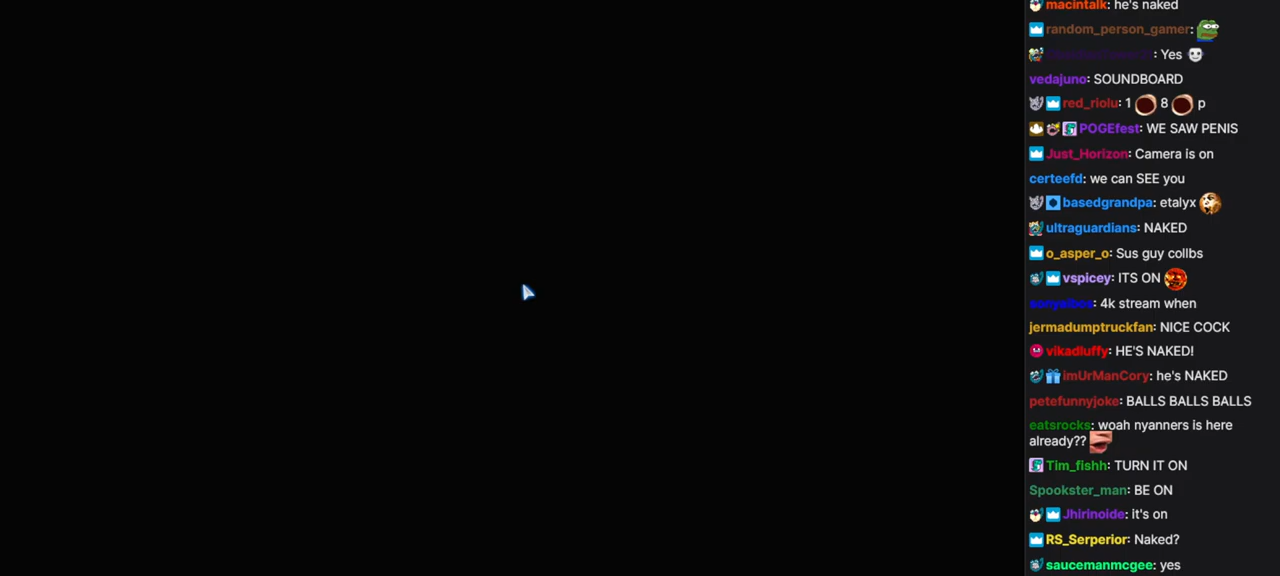 macintalk: he's naked
random_person_gamer:
: Yes
vedajuno: SOUNDBOARD
red_riolu: 1 8 p
POGEfest: WE SAW PENIS
Just_Horizon: Camera is on
certeefd: we can SEE you
basedgrandpa: etalyx
ultraguardians: NAKED
o_asper_o: Sus guy collbs
vspicey: ITS ON
: 4k stream when
jermadumptruckfan: NICE COCK
vikadluffy: HE'S NAKED!
imUrManCory: he's NAKED
petefunnyjoke: BALLS BALLS BALLS
eatsrocks: woah nyanners is here
already??
Tim_fishh: TURN IT ON
Spookster_man: BE ON
Jhirinoide: it's on
RS_Serperior: Naked?
saucemanmcgee: yes